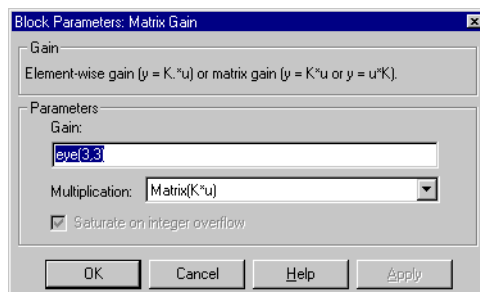 Block Parameters: Matrix Gain
Gain
Element-wise gain (y = K.*u) or matrix gain (y = K*u or y = u*K).
Parameters
Gain:
eye(3,3)
Multiplication: Matrix(K*u)
Saturate on integer overflow
OK Cancel Help Apply